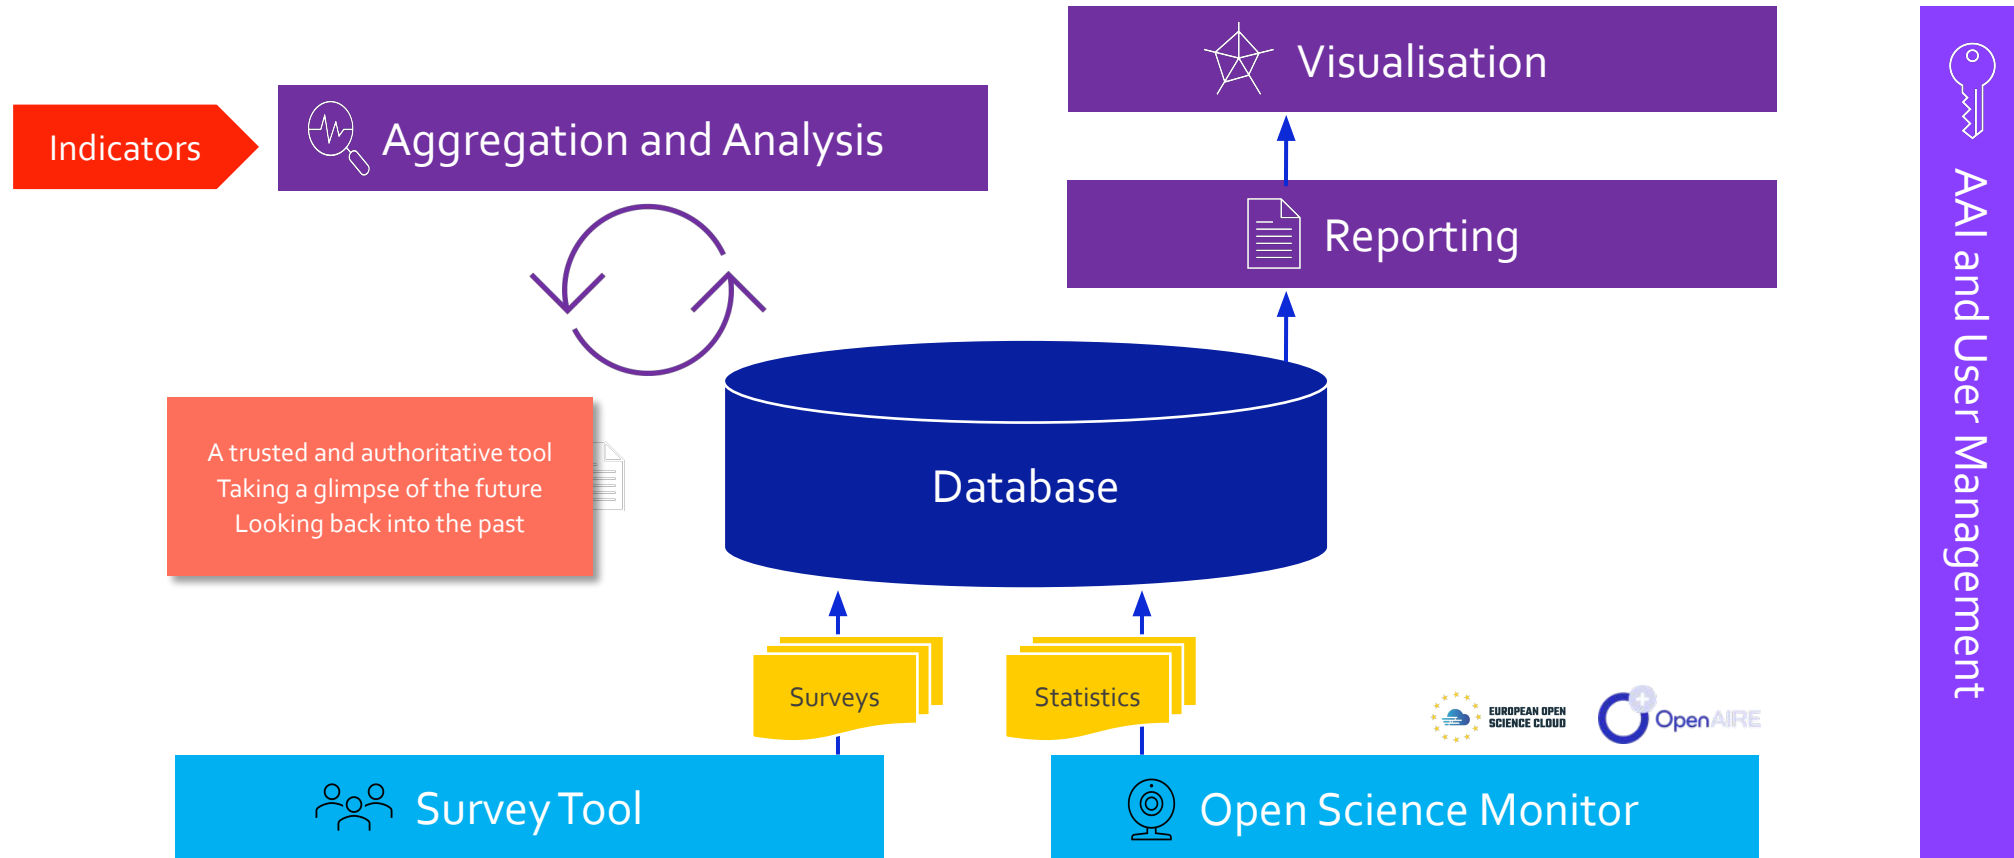 Visualisation
Indicators
Aggregation and Analysis
Reporting
AAI and User Management
A trusted and authoritative tool
Taking a glimpse of the future
Looking back into the past
Database
Surveys
Statistics
EUROPEAN OPEN
SCIENCE CLOUD
OpenAIRE
Survey Tool
Open Science Monitor